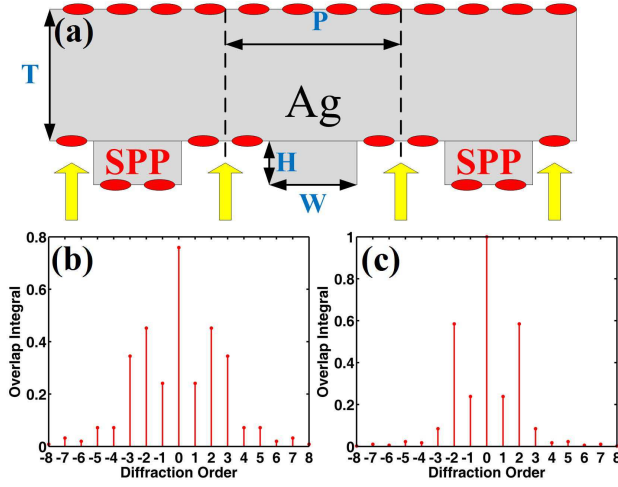 (a)
P
T
Ag
SPP
H
SPP
W
(b)
0.8
0.6
0.4
0.2
0
Overlap Integral
-8 -7 -6 -5 -4 -3 -2 -1 0 1 2 3 4 5 6 7 8
Diffraction Order
(c)
1
0.8
0.6
0.4
0.2
0
Overlap Integral
-8 -7 -6 -5 -4 -3 -2 -1 0 1 2 3 4 5 6 7 8
Diffraction Order